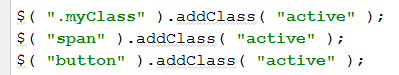 $( ".myClass" ).addClass( "active" );
$( "span" ).addClass( "active" );
$( "button" ).addClass( "active" );